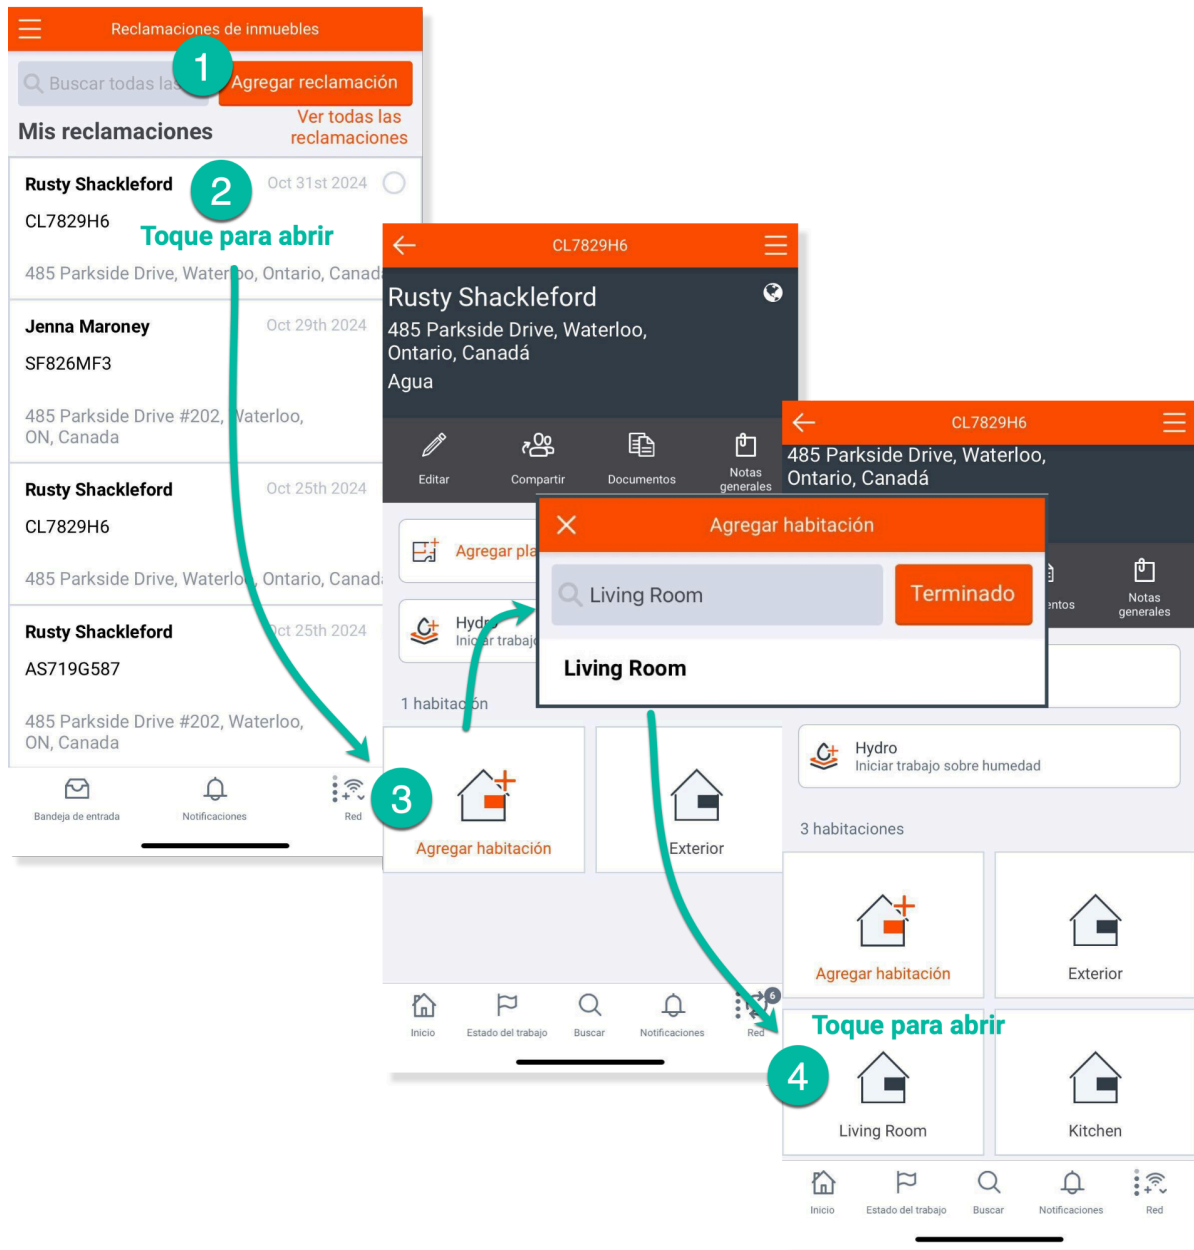 Reclamaciones de inmuebles
1
Buscar todas las
Agregar reclamación
Mis reclamaciones
Ver todas las
reclamaciones
Rusty Shackleford
2
Oct 31st 2024
CL7829H6
Toque para abrir
485 Parkside Drive, Waterloo, Ontario, Canad
Jenna Maroney
Oct 29th 2024
SF826MF3
485 Parkside Drive #202, Waterloo,
ON, Canada
Rusty Shackleford
Oct 25th 2024
CL7829H6
485 Parkside Drive, Waterloo, Ontario, Canad
Rusty Shackleford
Oct 25th 2024
AS719G587
485 Parkside Drive #202, Waterloo,
ON, Canada
Bandeja de entrada
Notificaciones
Red
CL7829H6
Rusty Shackleford
485 Parkside Drive, Waterloo,
Ontario, Canadá
Agua
Editar
Compartir
Documentos
Notas
generales
Agregar pla
Hydro
Iniciar trabajo
1 habitación
3
Agregar habitación
Exterior
Inicio
Estado del trabajo
Buscar
Notificaciones
Red
6
Agregar habitación
Living Room
Terminado
Living Room
CL7829H6
485 Parkside Drive, Waterloo,
Ontario, Canadá
entos
Notas
generales
Hydro
Iniciar trabajo sobre humedad
3 habitaciones
Agregar habitación
Exterior
Toque para abrir
4
Living Room
Kitchen
Inicio
Estado del trabajo
Buscar
Notificaciones
Red